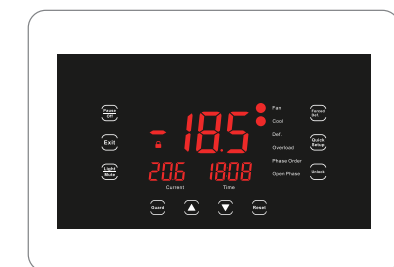 Pause
Off
Exit
Light
Mute
-18.5
206
1808
Current
Time
Fan
Cool
Def.
Overload
Phase Order
Open Phase
Forced
Def.
Quick
Setup
Unlock
Guard
Reset